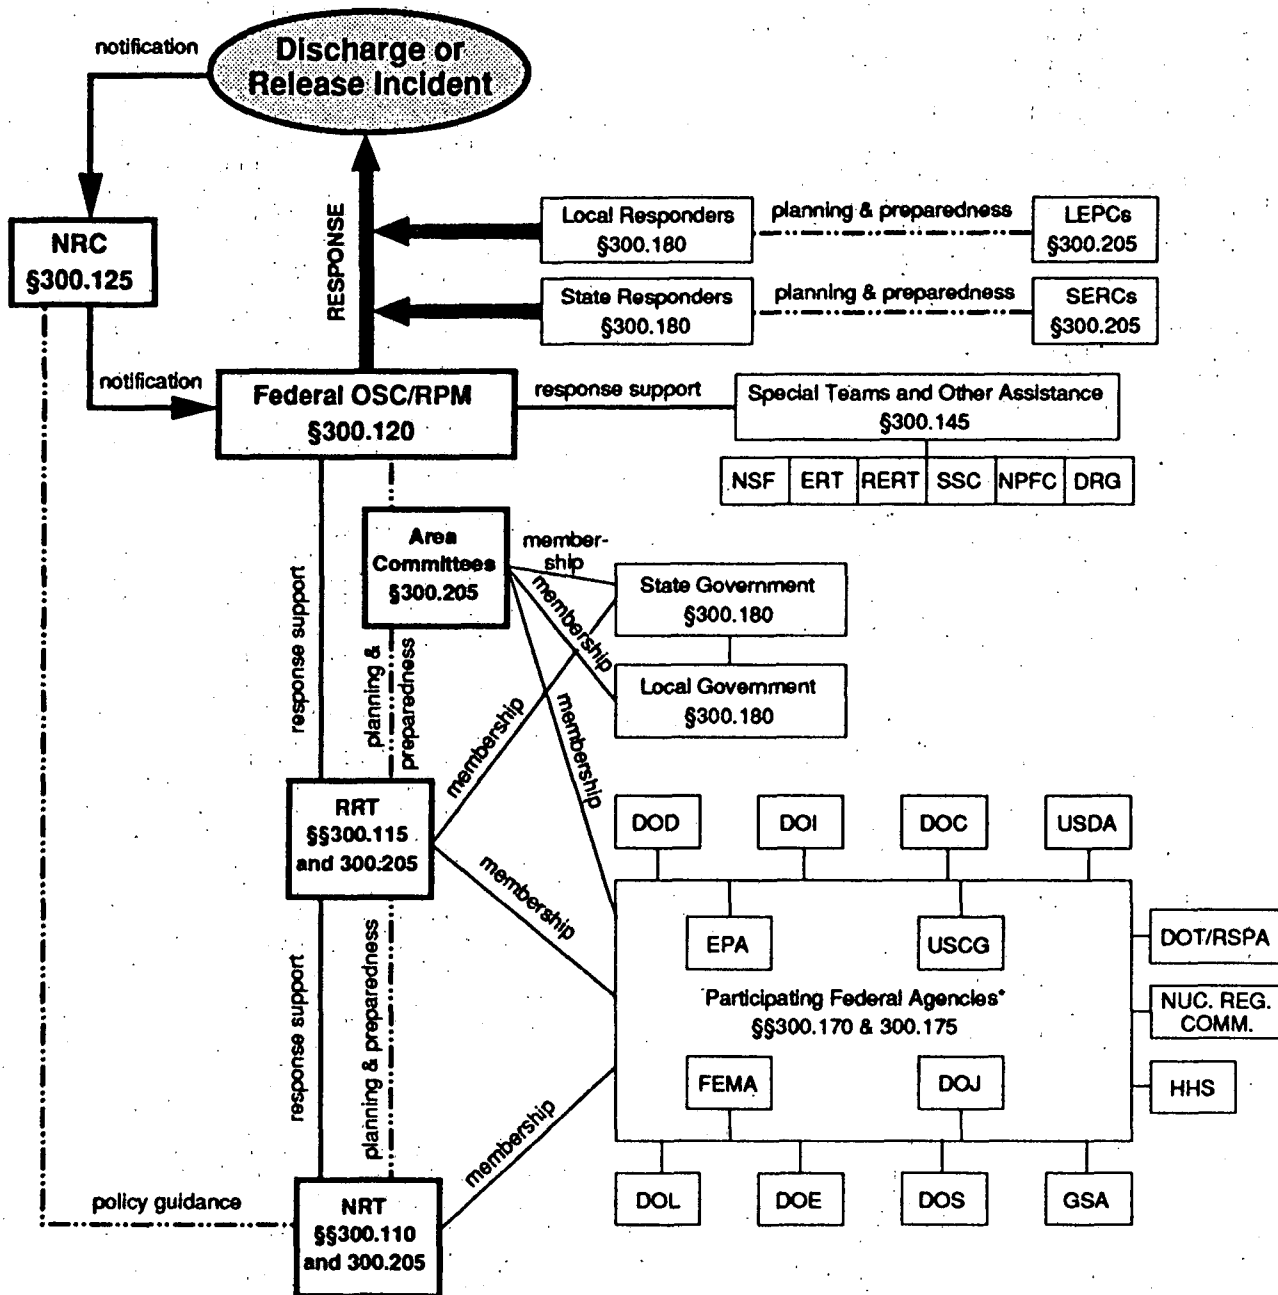 notification
Discharge or
Release Incident
RESPONSE
Local Responders
§300.180
planning & preparedness
LEPCs
§300.205
NRC
§300.125
State Responders
§300.180
planning & preparedness
SERCs
§300.205
notification
Federal OSC/RPM
§300.120
response support
Special Teams and Other Assistance
§300.145
NSF
ERT
RERT
SSC
NPFC
DRG
Area
Committees
§300.205
member-
ship
membership
membership
State Government
§300.180
Local Government
§300.180
response support
planning &
preparedness
membership
RRT
§§300.115
and 300.205
membership
DOD
DOI
DOC
USDA
EPA
USCG
DOT/RSPA
Participating Federal Agencies*
§§300.170 & 300.175
NUC. REG.
COMM.
FEMA
DOJ
HHS
response support
planning & preparedness
membership
DOL
DOE
DOS
GSA
policy guidance
NRT
§§300.110
and 300.205